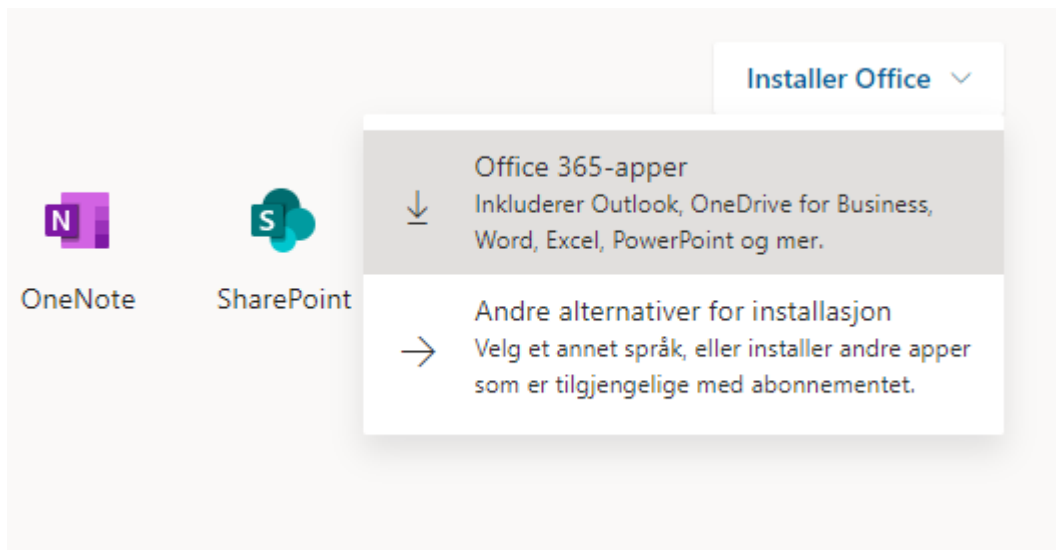 Installer Office
Office 365-apper
Inkluderer Outlook, OneDrive for Business,
Word, Excel, PowerPoint og mer.
N
S
OneNote
SharePoint
Andre alternativer for installasjon
Velg et annet språk, eller installer andre apper
som er tilgjengelige med abonnementet.